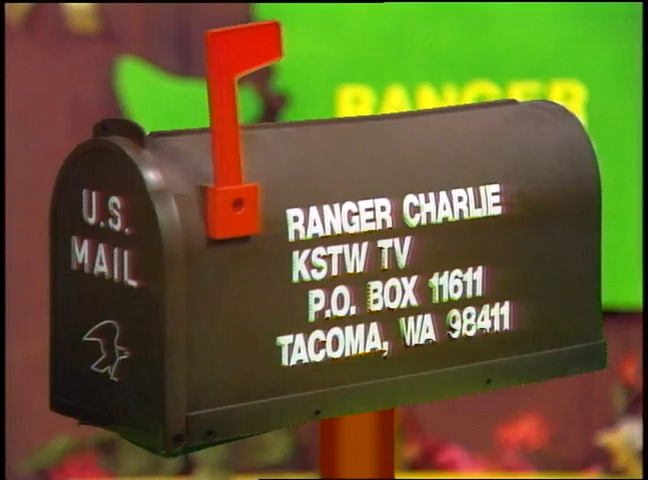 RANGER
U.S.
MAIL
RANGER CHARLIE
KSTW TV
P.O. BOX 11611
TACOMA, WA 98411